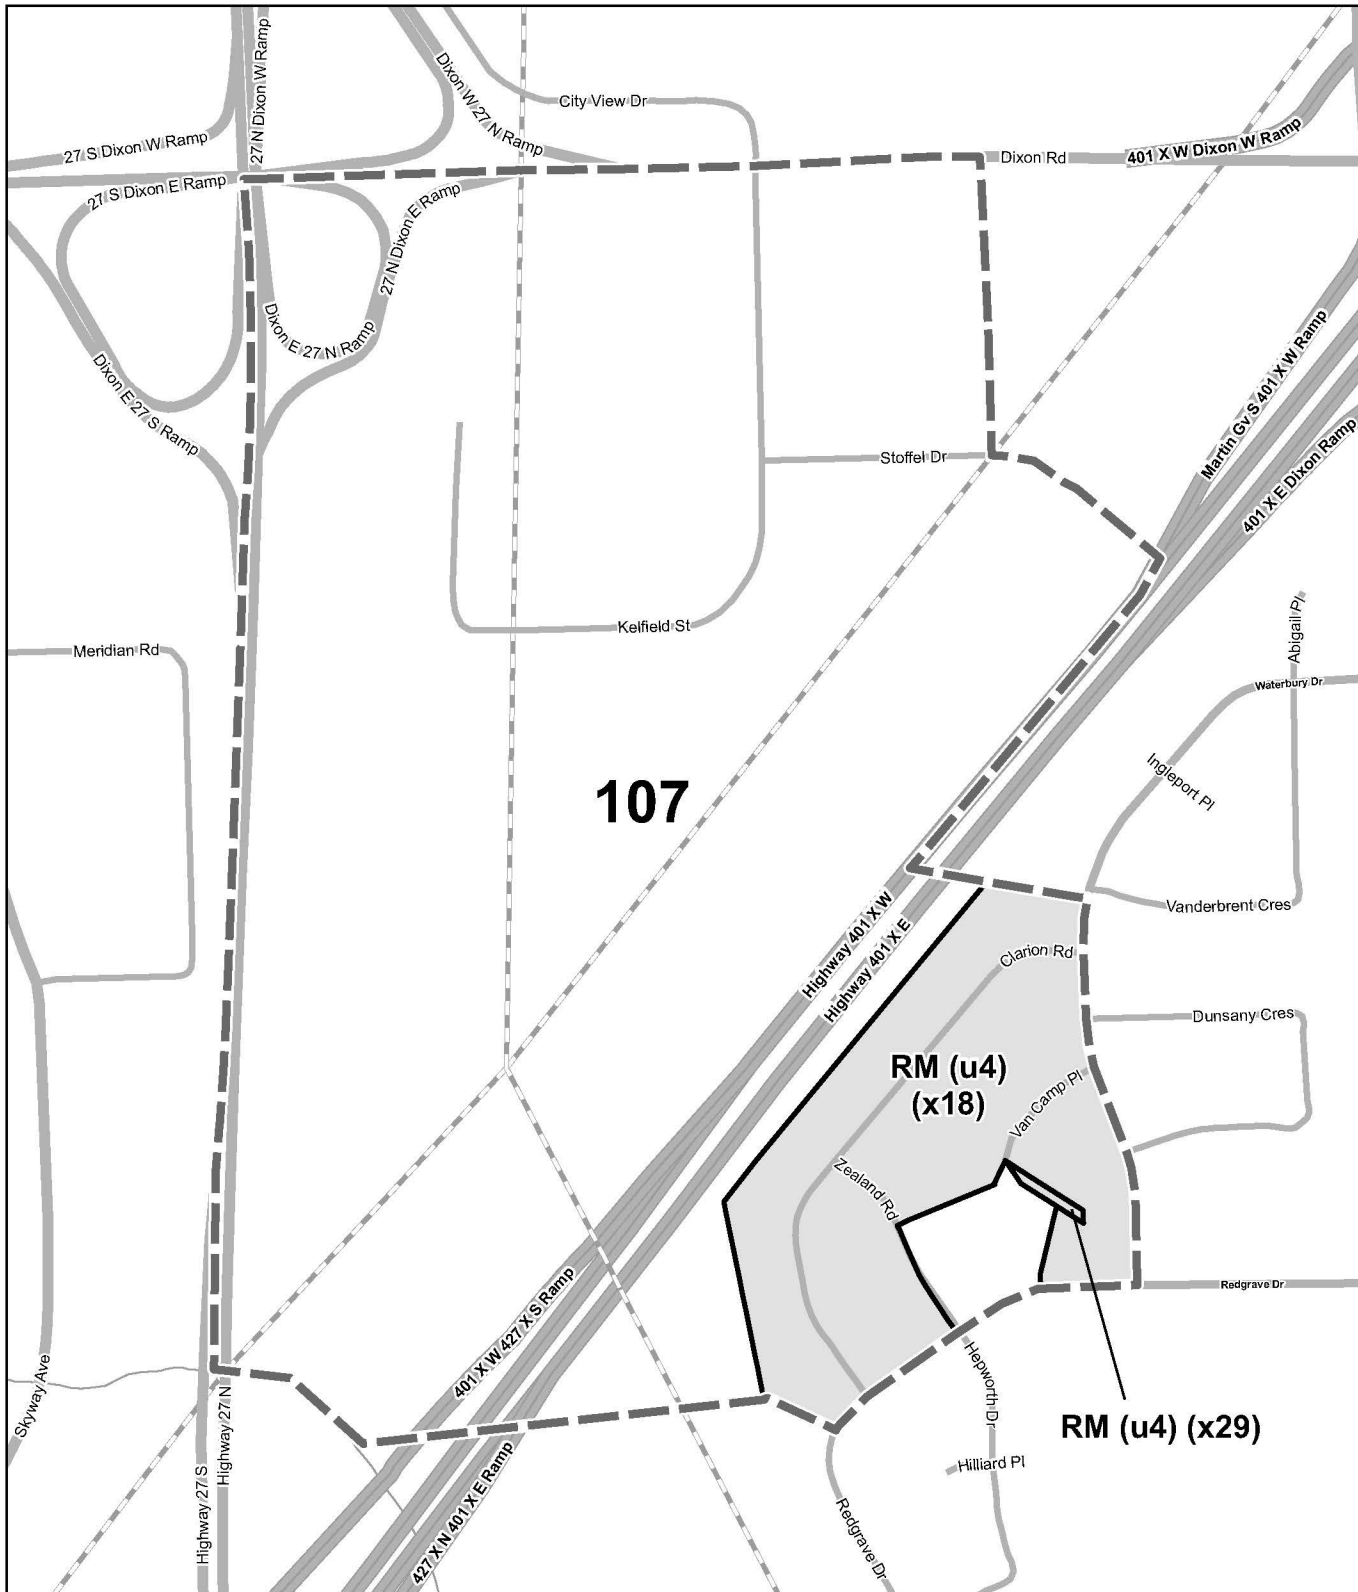 27 N Dixon W Ramp
Dixon W 27 N Ramp
City View Dr
27 S Dixon W Ramp
Dixon Rd
401 X W Dixon W Ramp
27 S Dixon E Ramp
27 N Dixon E Ramp
Dixon E 27 N Ramp
Dixon E 27 S Ramp
Martin Gv S 401 X W Ramp
401 X E Dixon Ramp
Stoffel Dr
Kelfield St
Meridian Rd
Abigail Pl
Waterbury Dr
Ingleport Pl
107
Highway 401 X W
Highway 401 X E
Vanderbrent Cres
Clarion Rd
Dunsany Cres
RM (u4)
(x18)
Van Camp Pl
Zealand Rd
Redgrave Dr
401 X W 427 X S Ramp
Skyway Ave
Highway 27 N
Hepworth Dr
RM (u4) (x29)
Hilliard Pl
Highway 27 S
427 X N 401 X E Ramp
Redgrave Dr